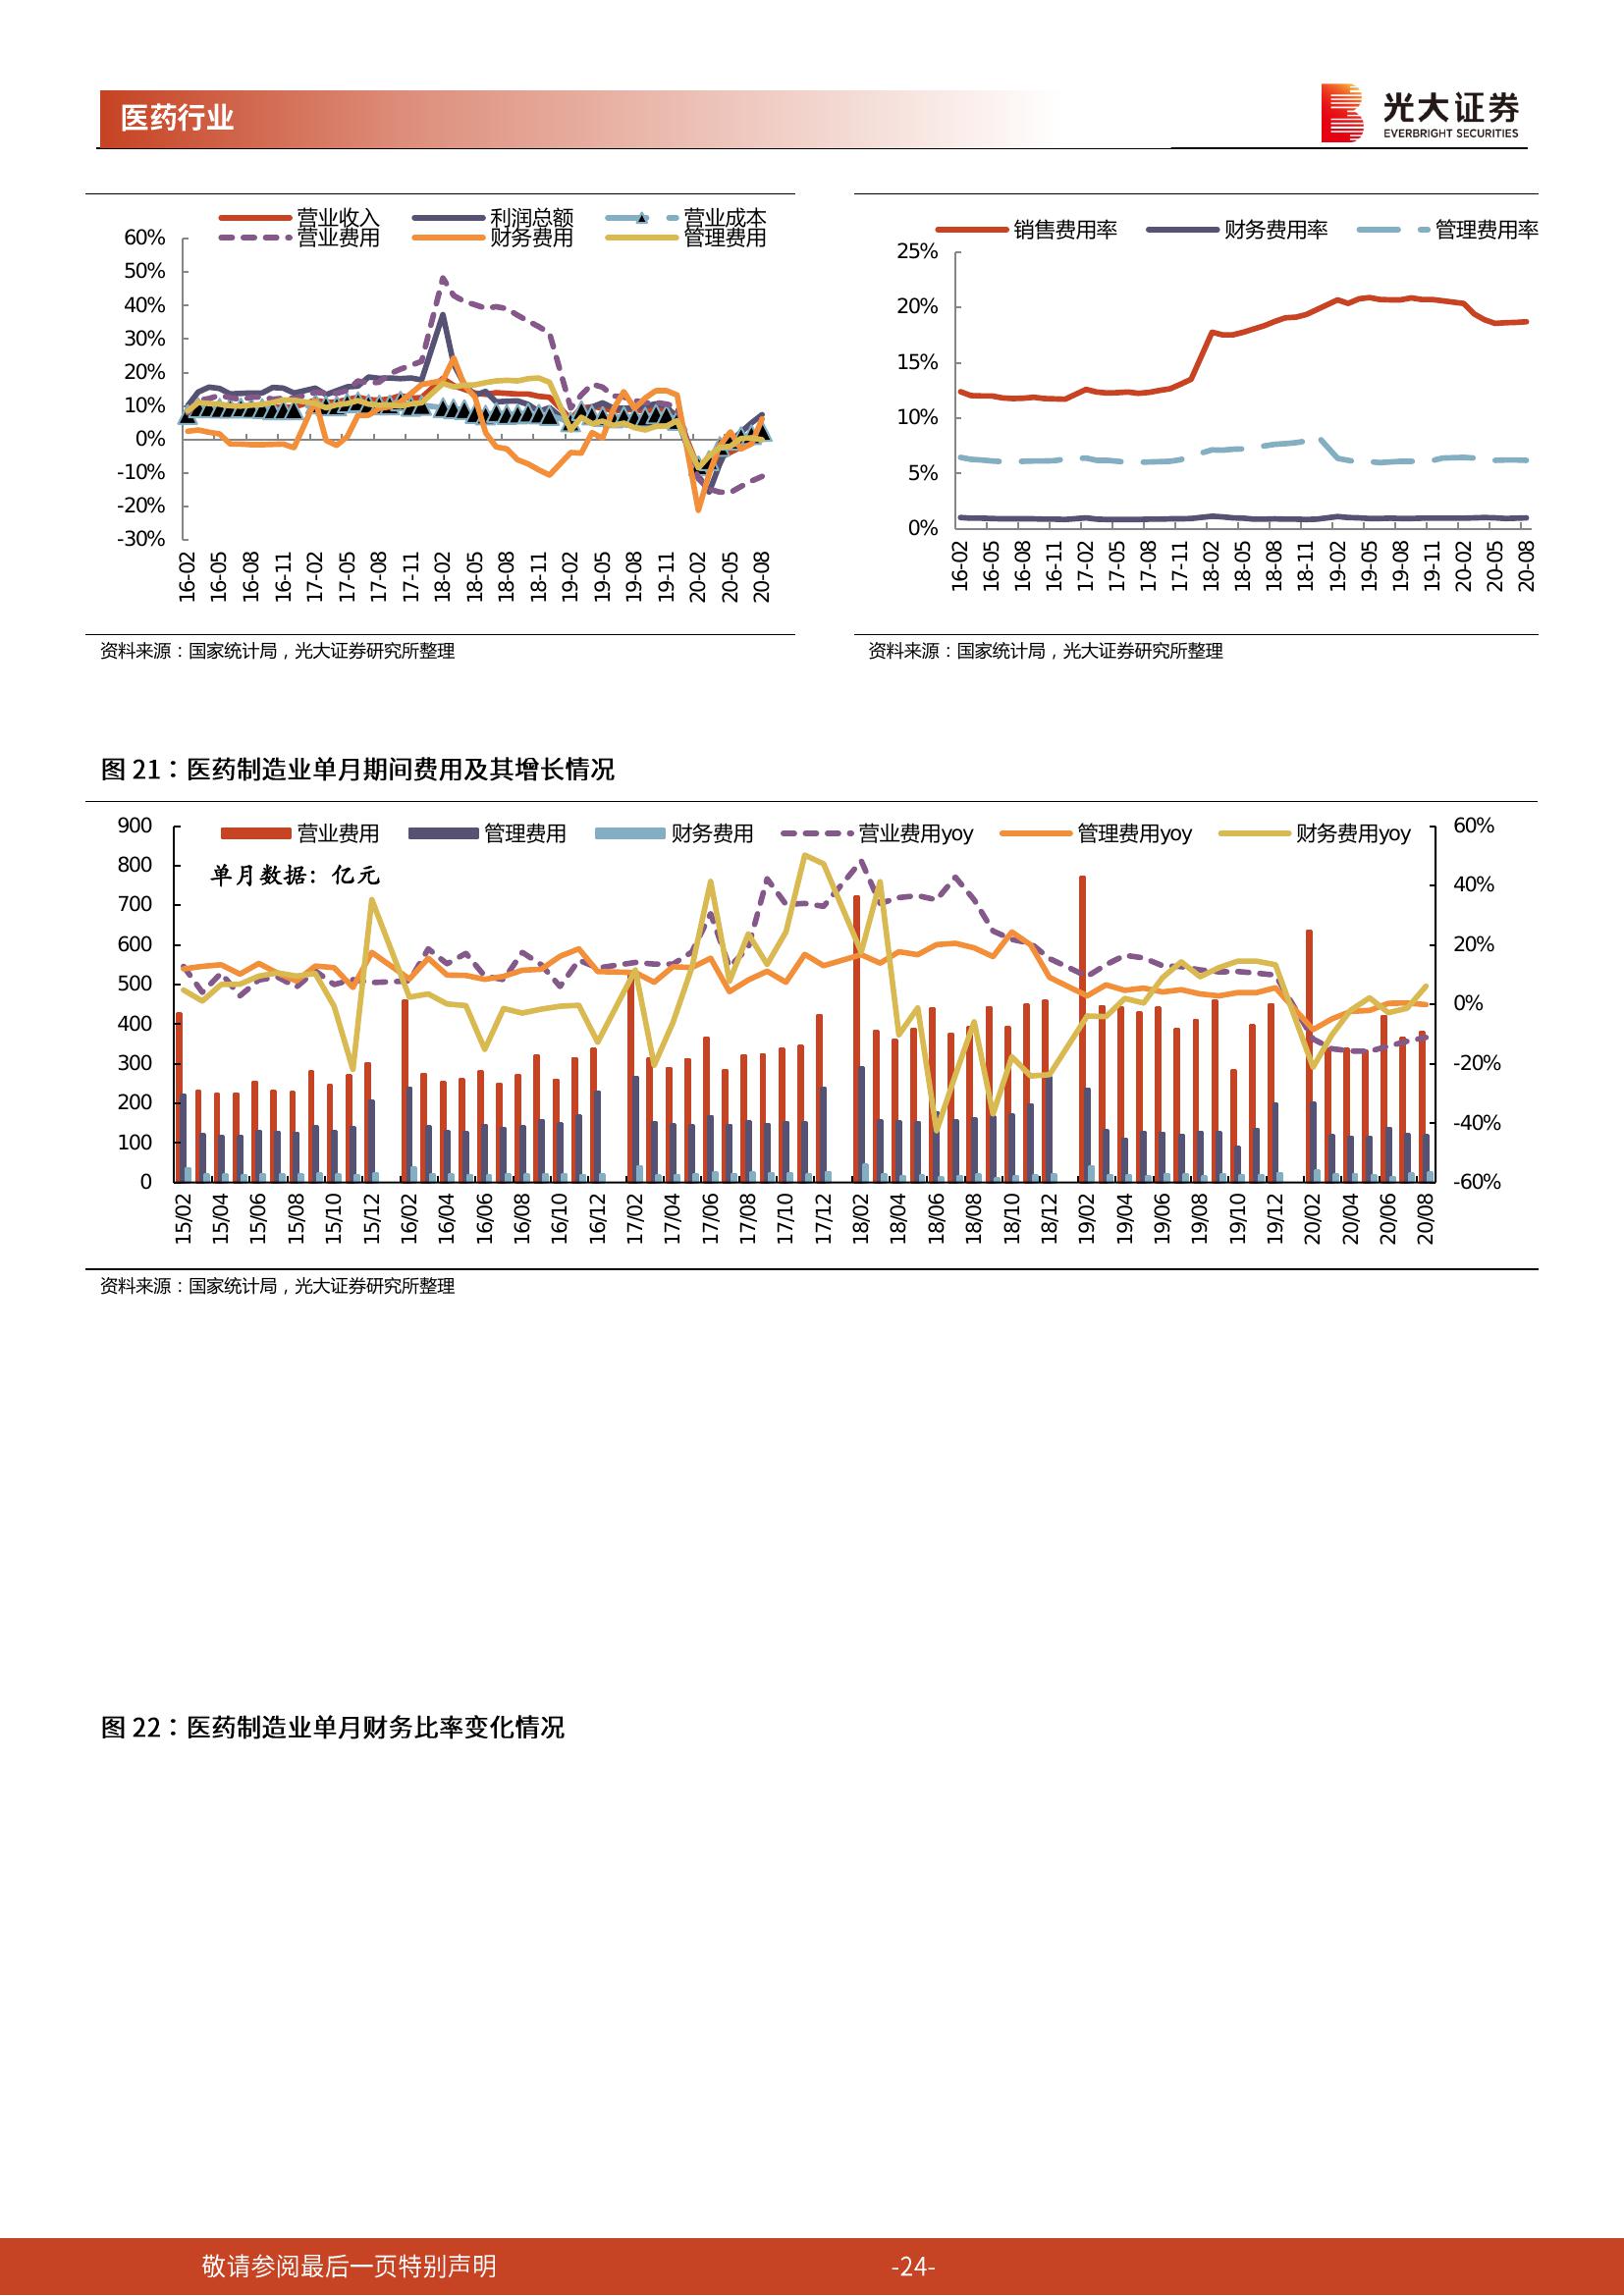 医药行业
光大证券
EVERBRIGHT SECURITIES
营业收入 利润总额 营业成本
营业费用 财务费用 管理费用
60%
50%
40%
30%
20%
10%
0%
-10%
-20%
-30%
16-02 16-05 16-08 16-11 17-02 17-05 17-08 17-11 18-02 18-05 18-08 18-11 19-02 19-05 19-08 19-11 20-02 20-05 20-08
资料来源：国家统计局，光大证券研究所整理
销售费用率 财务费用率 管理费用率
25%
20%
15%
10%
5%
0%
16-02 16-05 16-08 16-11 17-02 17-05 17-08 17-11 18-02 18-05 18-08 18-11 19-02 19-05 19-08 19-11 20-02 20-05 20-08
资料来源：国家统计局，光大证券研究所整理
图 21：医药制造业单月期间费用及其增长情况
营业费用 管理费用 财务费用 营业费用yoy 管理费用yoy 财务费用yoy
单月数据：亿元
900
800
700
600
500
400
300
200
100
0
60%
40%
20%
0%
-20%
-40%
-60%
15/02 15/04 15/06 15/08 15/10 15/12 16/02 16/04 16/06 16/08 16/10 16/12 17/02 17/04 17/06 17/08 17/10 17/12 18/02 18/04 18/06 18/08 18/10 18/12 19/02 19/04 19/06 19/08 19/10 19/12 20/02 20/04 20/06 20/08
资料来源：国家统计局，光大证券研究所整理
图 22：医药制造业单月财务比率变化情况
敬请参阅最后一页特别声明 -24-